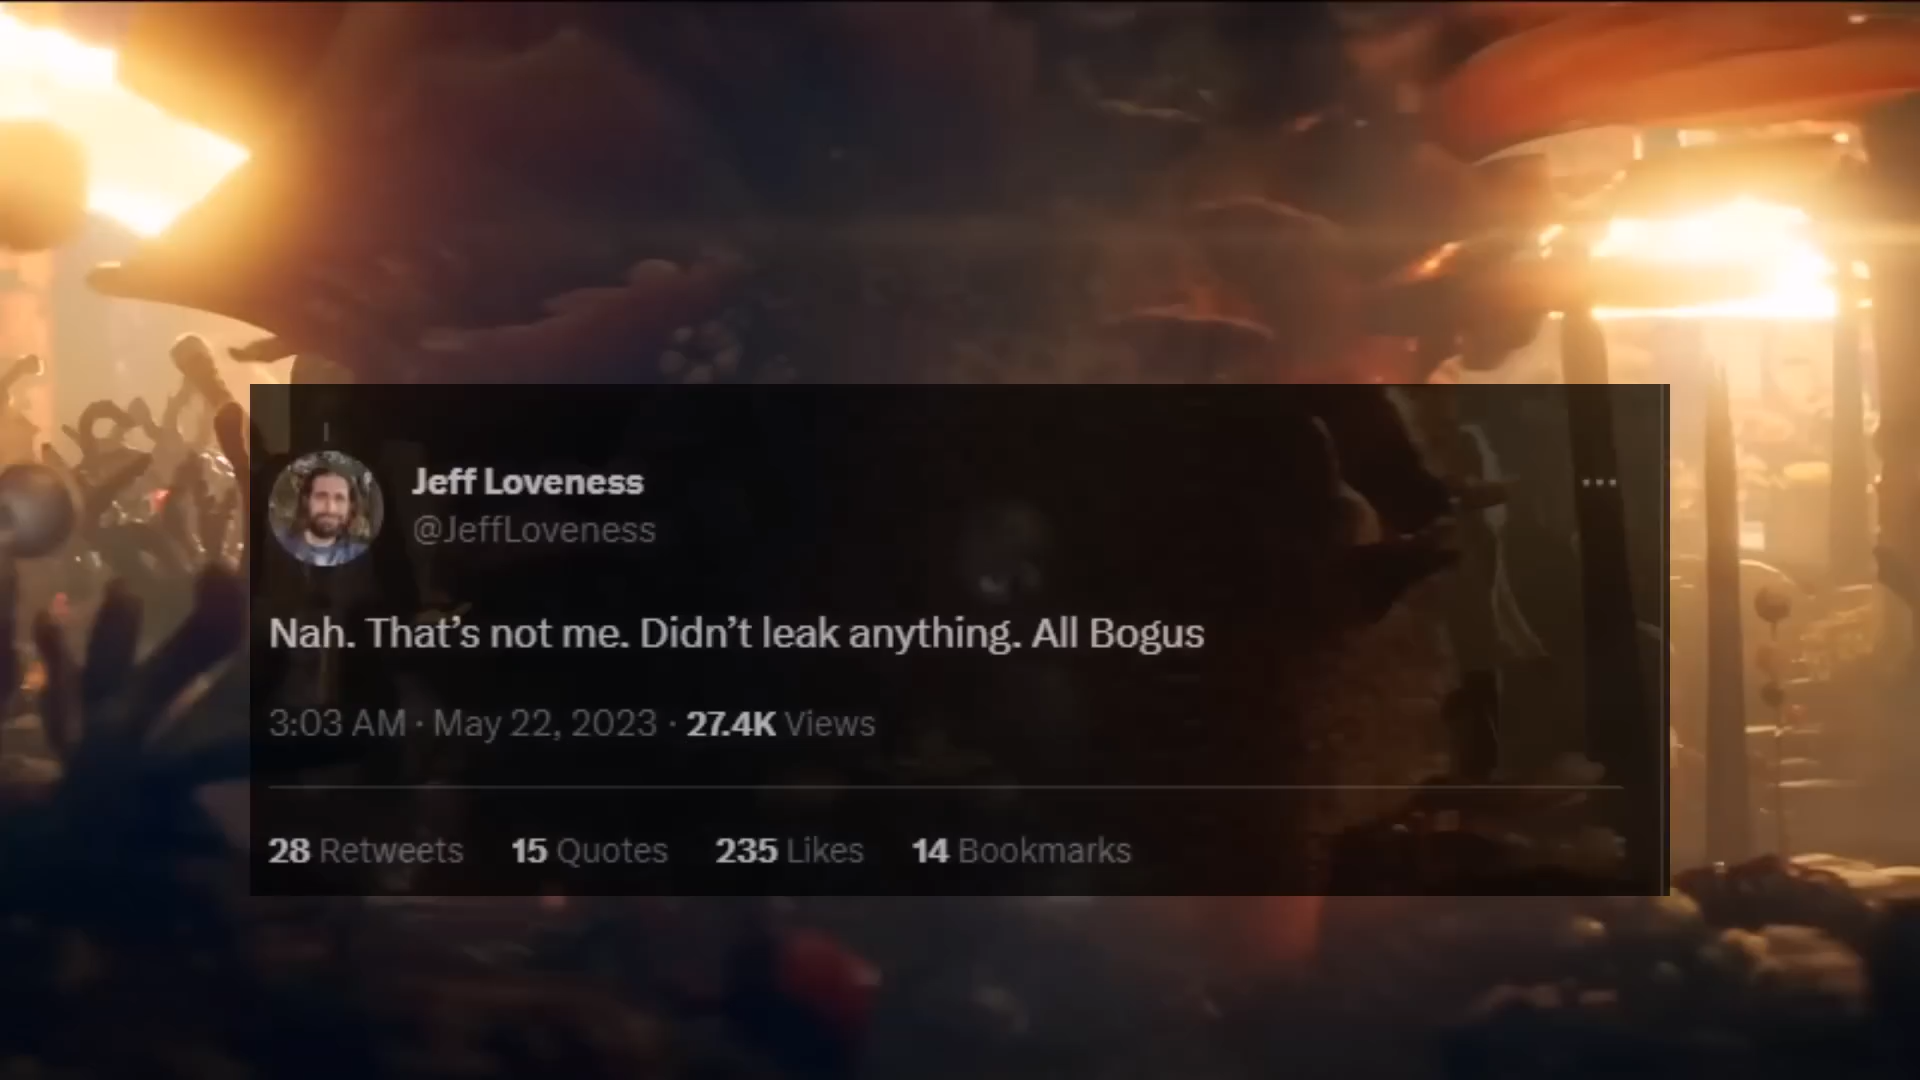 Jeff Loveness
@JeffLoveness
Nah. That’s not me. Didn’t leak anything. All Bogus
3:03 AM · May 22, 2023 · 27.4K Views
28 Retweets 15 Quotes 235 Likes 14 Bookmarks